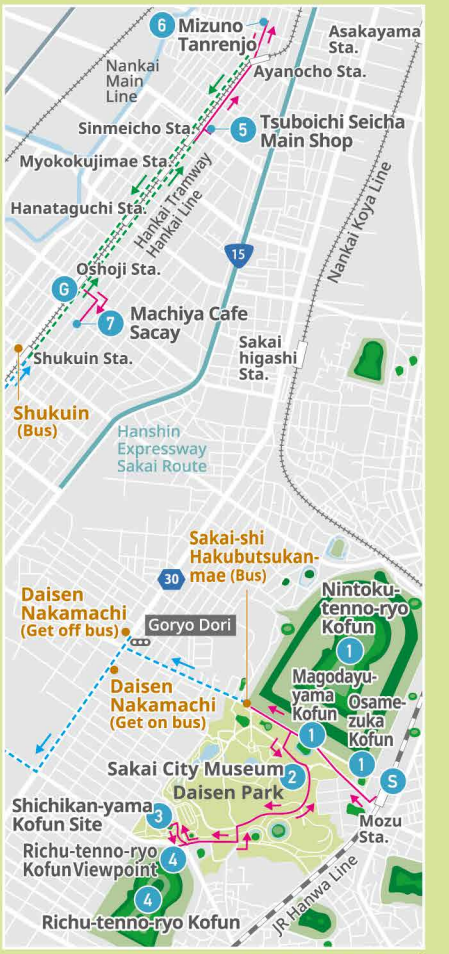 6
Mizuno
Tanrenjo
Asakayama
Sta.
Nankai
Main
Line
Ayanocho Sta.
Sinmeicho Sta.
5
Tsuboichi Seicha
Main Shop
Myokokujimae Sta.
Hankai Tramway
Hankai Line
Nankai Koya Line
Hanataguchi Sta.
15
Oshoji Sta.
G
7
Machiya Cafe
Sacay
Shukuin Sta.
Sakai
higashi
Sta.
Shukuin
(Bus)
Hanshin
Expressway
Sakai Route
Sakai-shi
Hakubutsukan-
mae (Bus)
30
Nintoku-
tenno-ryo
Kofun
1
Daisen
Nakamachi
(Get off bus)
Goryo Dori
Daisen
Nakamachi
(Get on bus)
Magodayu-
yama
Kofun
1
Osame-
zuka
Kofun
1
Sakai City Museum
2
S
Daisen Park
Mozu
Sta.
Shichikan-yama
Kofun Site
3
Richu-tenno-ryo
Kofun Viewpoint
4
4
Richu-tenno-ryo Kofun
JR Hanwa Line